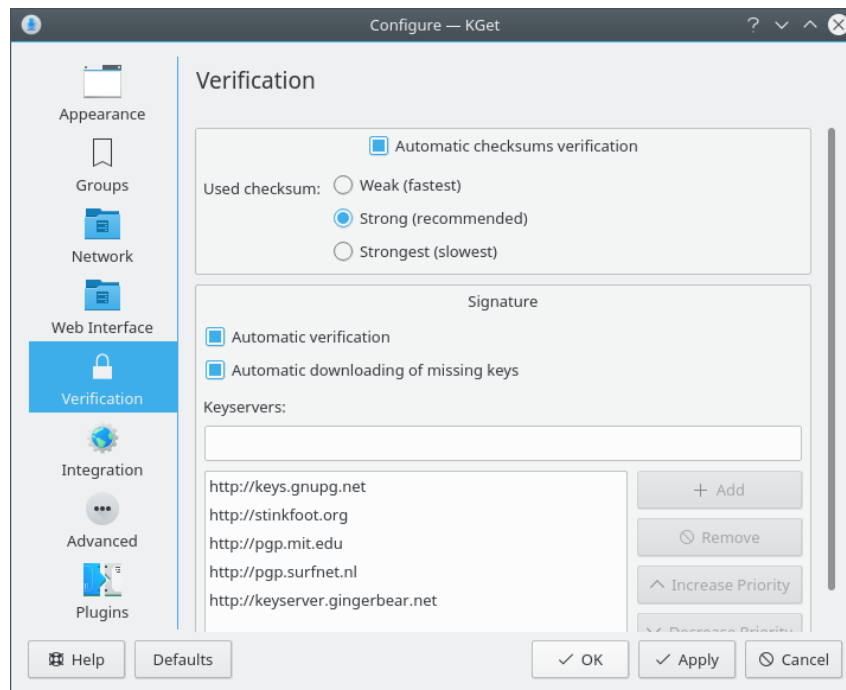 Configure — KGet
Appearance
Groups
Network
Web Interface
Verification
Integration
Advanced
Plugins
Verification
Automatic checksums verification
Used checksum:
Weak (fastest)
Strong (recommended)
Strongest (slowest)
Signature
Automatic verification
Automatic downloading of missing keys
Keyservers:
http://keys.gnupg.net
http://stinkfoot.org
http://pgp.mit.edu
http://pgp.surfnet.nl
http://keyserver.gingerbear.net
Add
Remove
Increase Priority
Decrease Priority
Help
Defaults
OK
Apply
Cancel